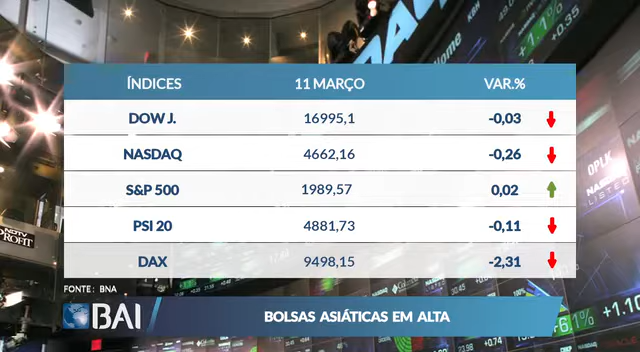 ÍNDICES 11 MARÇO VAR.%
DOW J. 16995,1 -0,03
NASDAQ 4662,16 -0,26
S&P 500 1989,57 0,02
PSI 20 4881,73 -0,11
DAX 9498,15 -2,31
FONTE: BNA
BAI BOLSAS ASIÁTICAS EM ALTA